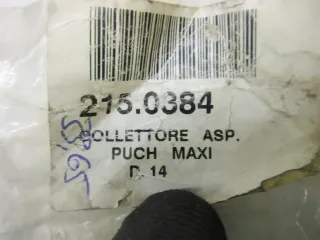 215.0384
COLLETTORE ASP.
PUCH MAXI
D.14